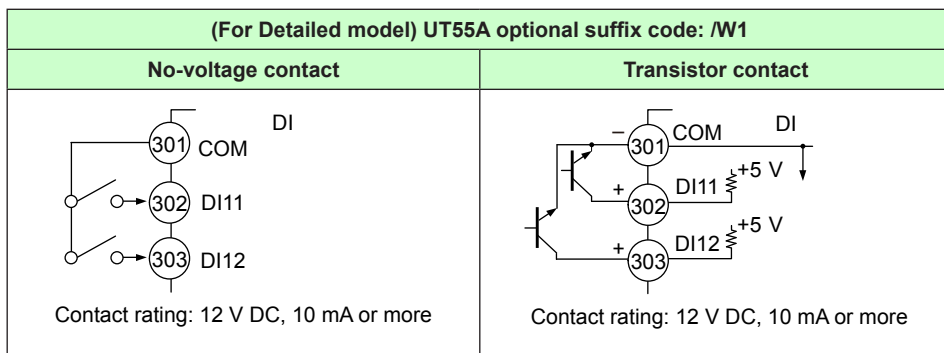 (For Detailed model) UT55A optional suffix code: /W1
No-voltage contact
Transistor contact
DI
301
COM
302
DI11
303
DI12
Contact rating: 12 V DC, 10 mA or more
DI
−
301
COM
+5 V
+
302
DI11
+5 V
+
303
DI12
Contact rating: 12 V DC, 10 mA or more